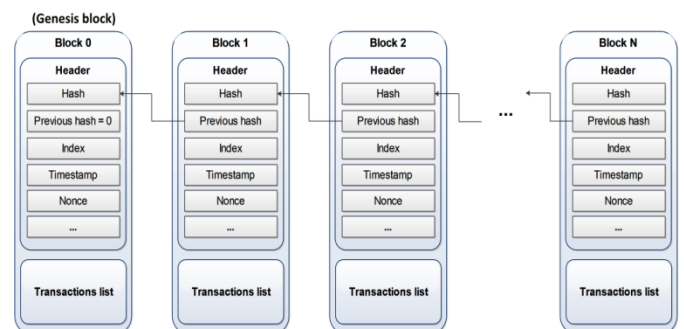 (Genesis block)
Block 0
Header
Hash
Previous hash = 0
Index
Timestamp
Nonce
...
Transactions list
Block 1
Header
Hash
Previous hash
Index
Timestamp
Nonce
...
Transactions list
Block 2
Header
Hash
Previous hash
Index
Timestamp
Nonce
...
Transactions list
...
Block N
Header
Hash
Previous hash
Index
Timestamp
Nonce
...
Transactions list